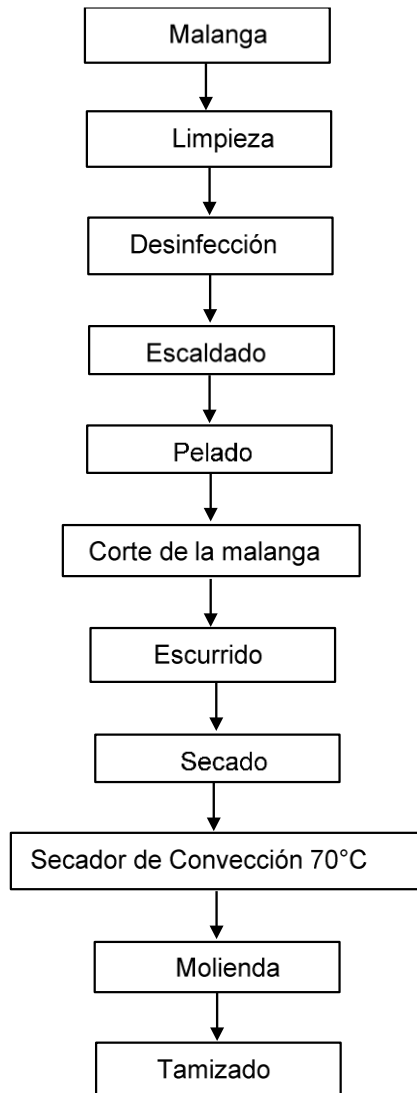 Malanga
Limpieza
Desinfección
Escaldado
Pelado
Corte de la malanga
Escurrido
Secado
Secador de Convección 70°C
Molienda
Tamizado